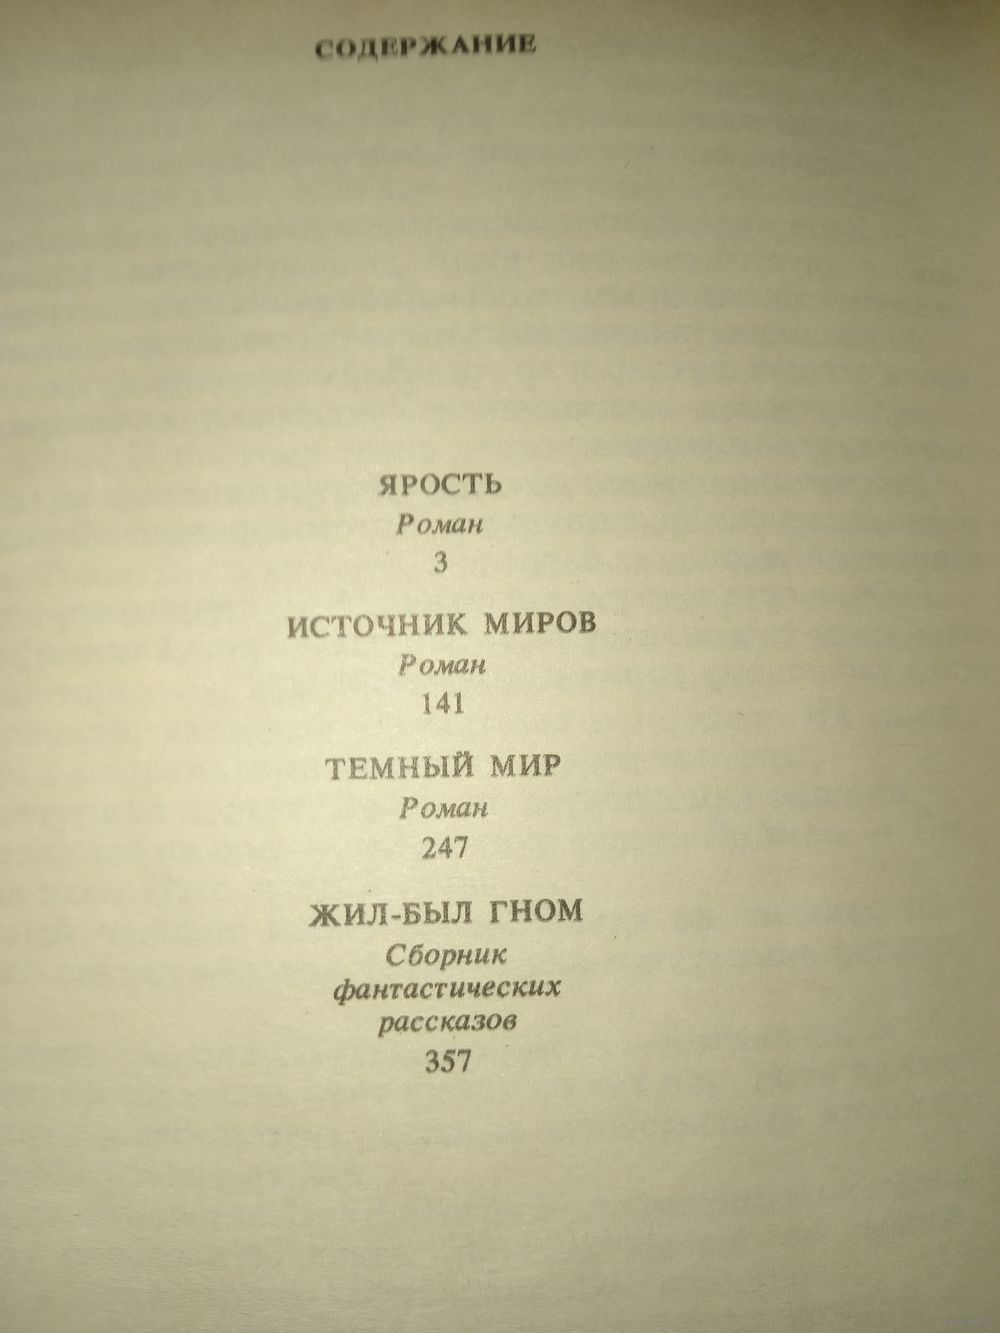 СОДЕРЖАНИЕ
ЯРОСТЬ
Роман
3
ИСТОЧНИК МИРОВ
Роман
141
ТЕМНЫЙ МИР
Роман
247
ЖИЛ-БЫЛ ГНОМ
Сборник
фантастических
рассказов
357